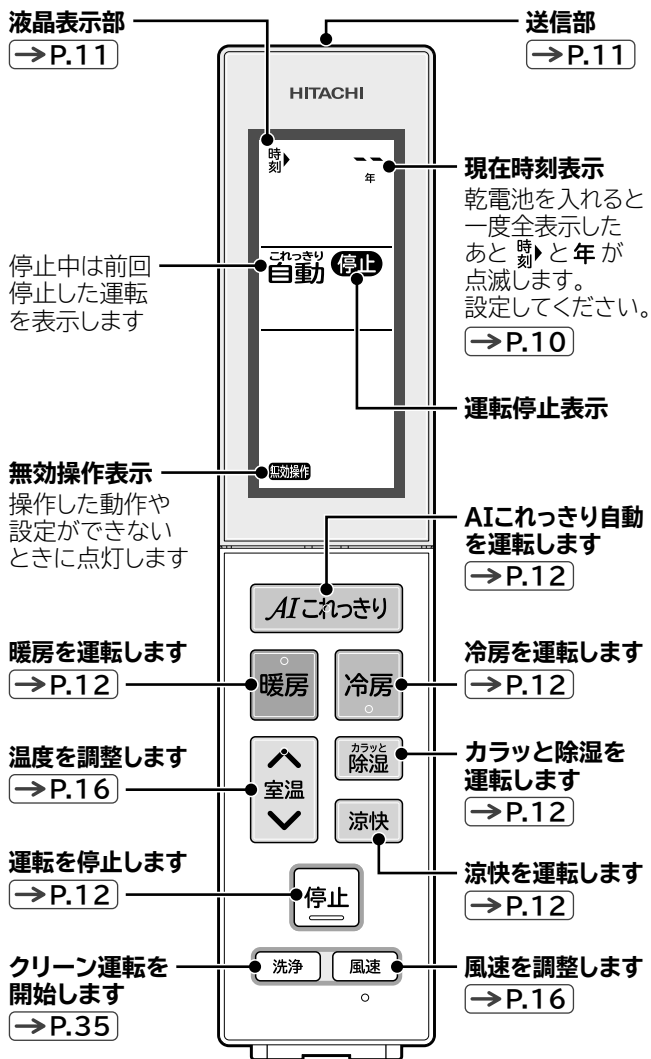 液晶表示部
→P.11
送信部
→P.11
HITACHI
時刻
--
年
現在時刻表示
乾電池を入れると
一度全表示した
あと 時刻 と 年 が
点滅します。
設定してください。
→P.10
停止中は前回
停止した運転
を表示します
これっきり
自動 停止
運転停止表示
無効操作表示
操作した動作や
設定ができない
ときに点灯します
無効操作
AIこれっきり自動
を運転します
→P.12
AIこれっきり
暖房を運転します
→P.12
暖房
冷房
冷房を運転します
→P.12
温度を調整します
→P.16
室温
カラッと
除湿
カラッと除湿を
運転します
→P.12
涼快
涼快を運転します
→P.12
運転を停止します
→P.12
停止
クリーン運転を
開始します
→P.35
洗浄
風速
風速を調整します
→P.16